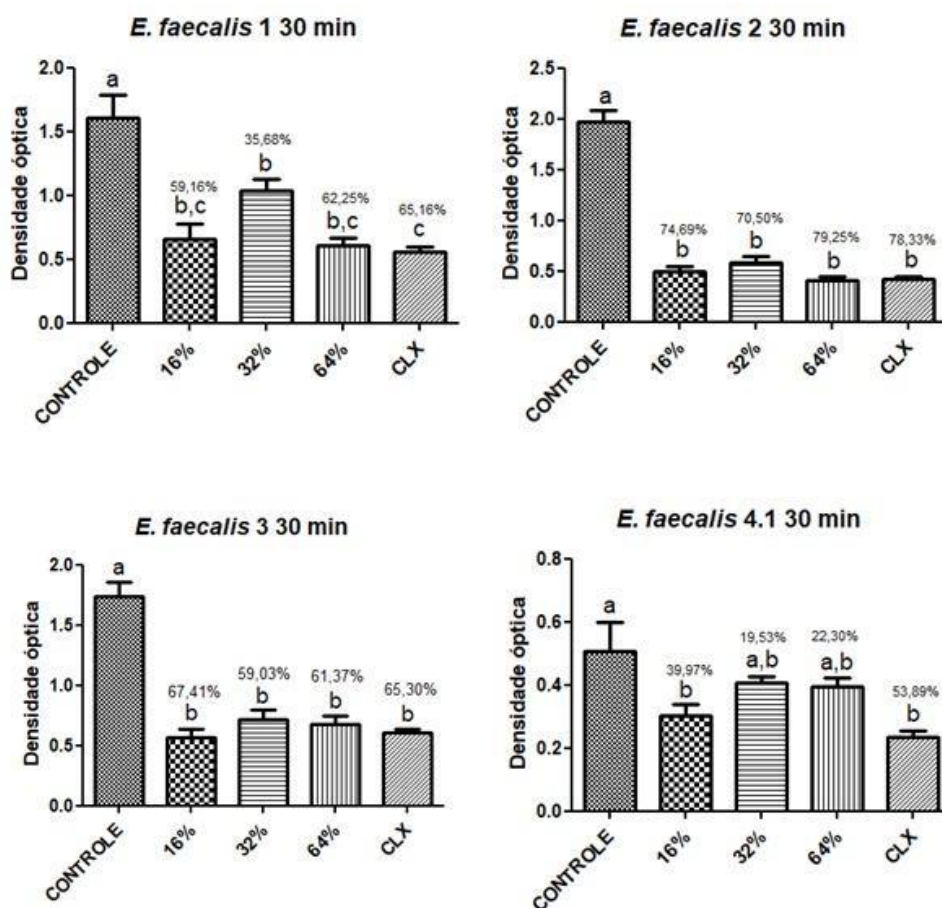 E. faecalis 1 30 min
Densidade óptica
2.0
1.5
1.0
0.5
0.0
a
59,16%
b,c
35,68%
b
62,25%
b,c
65,16%
c
CONTROLE
16%
32%
64%
CLX
E. faecalis 2 30 min
Densidade óptica
2.5
2.0
1.5
1.0
0.5
0.0
a
74,69%
b
70,50%
b
79,25%
b
78,33%
b
CONTROLE
16%
32%
64%
CLX
E. faecalis 3 30 min
Densidade óptica
2.0
1.5
1.0
0.5
0.0
a
67,41%
b
59,03%
b
61,37%
b
65,30%
b
CONTROLE
16%
32%
64%
CLX
E. faecalis 4.1 30 min
Densidade óptica
0.8
0.6
0.4
0.2
0.0
a
39,97%
b
19,53%
a,b
22,30%
a,b
53,89%
b
CONTROLE
16%
32%
64%
CLX